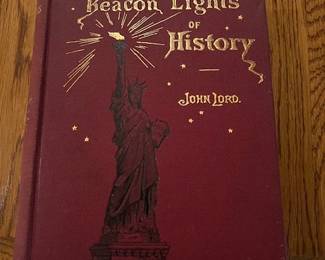 Beacon Lights
OF
History
JOHN LORD.